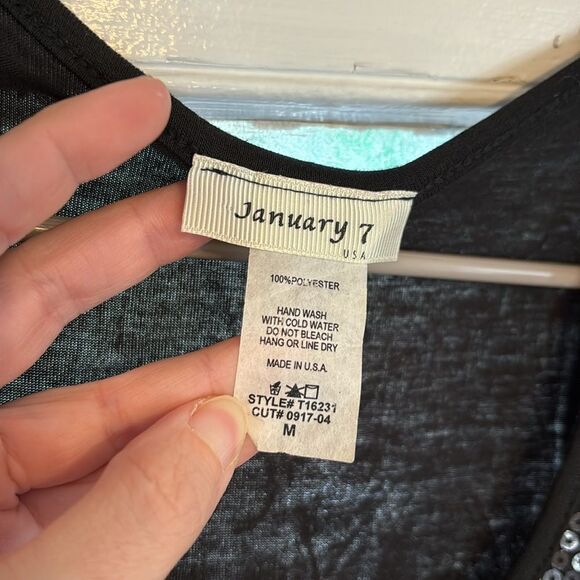 January 7
USA
100%POLYESTER
HAND WASH
WITH COLD WATER
DO NOT BLEACH
HANG OR LINE DRY
MADE IN U.S.A.
STYLE# T16231
CUT# 0917-04
M